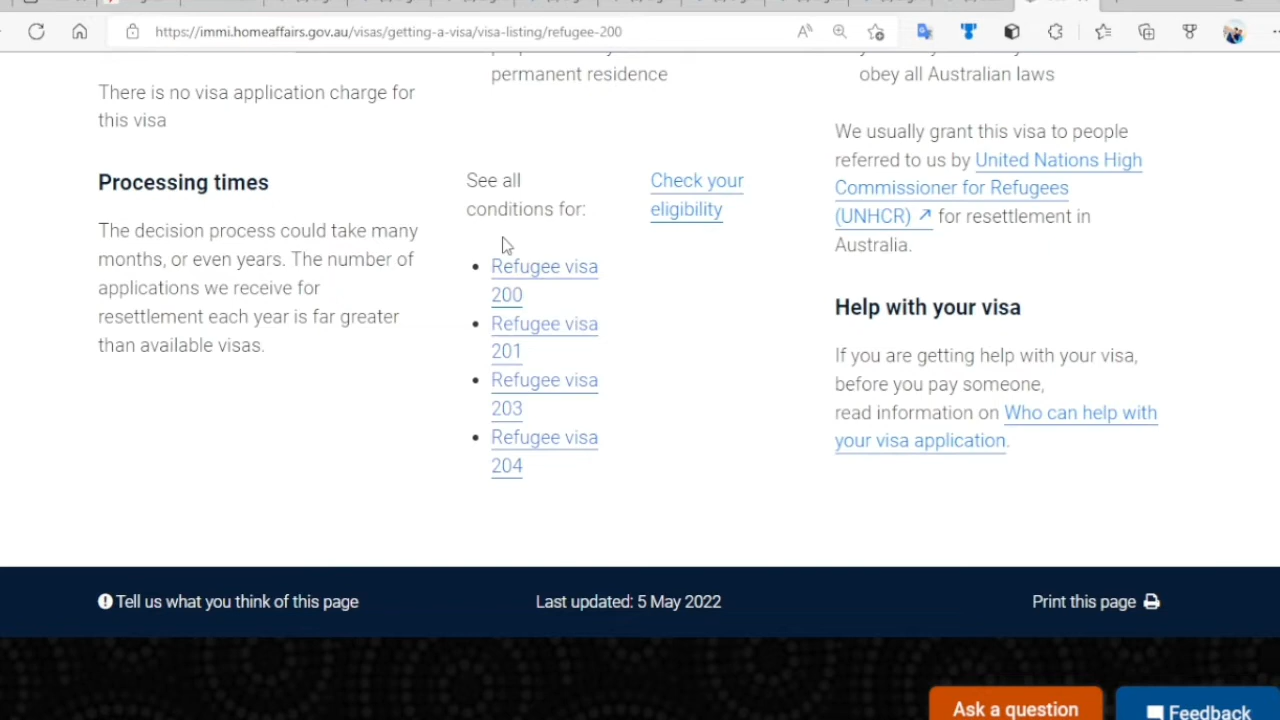 https://immi.homeaffairs.gov.au/visas/getting-a-visa/visa-listing/refugee-200
There is no visa application charge for
this visa
Processing times
The decision process could take many
months, or even years. The number of
applications we receive for
resettlement each year is far greater
than available visas.
permanent residence
See all
conditions for:
Refugee visa
200
Refugee visa
201
Refugee visa
203
Refugee visa
204
Check your
eligibility
obey all Australian laws
We usually grant this visa to people
referred to us by United Nations High
Commissioner for Refugees
(UNHCR) for resettlement in
Australia.
Help with your visa
If you are getting help with your visa,
before you pay someone,
read information on Who can help with
your visa application.
Tell us what you think of this page
Last updated: 5 May 2022
Print this page
Ask a question
Feedback